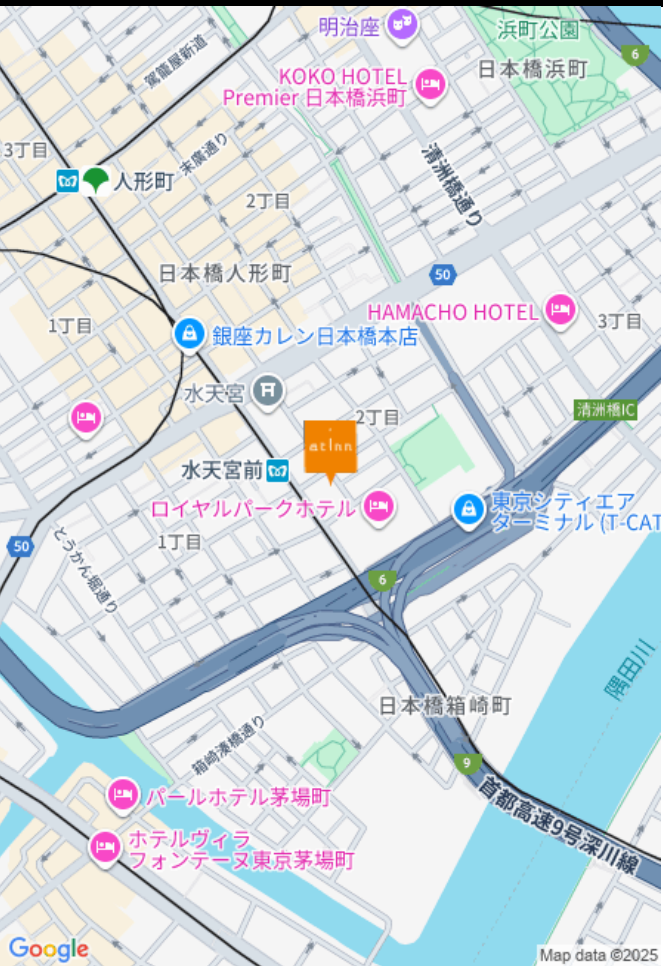 明治座
浜町公園
6
駕籠屋新道
KOKO HOTEL
Premier 日本橋浜町
日本橋浜町
3丁目
末廣通り
清洲橋通り
人形町
2丁目
日本橋人形町
50
HAMACHO HOTEL
3丁目
1丁目
銀座カレン日本橋本店
水天宮
清洲橋IC
2丁目
at Inn
水天宮前
ロイヤルパークホテル
東京シティエア
ターミナル (T-CAT
50
1丁目
とうかん堀通り
6
隅田川
日本橋箱崎町
箱崎湊橋通り
9
首都高速9号深川線
パールホテル茅場町
ホテルヴィラ
フォンテーヌ東京茅場町
Google
Map data ©2025